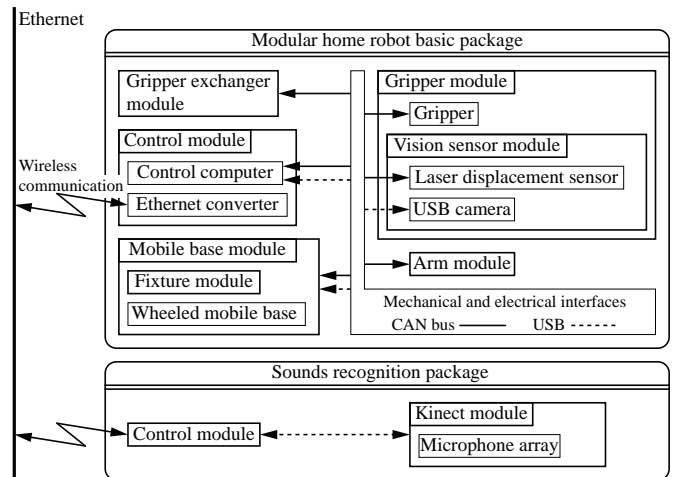 Ethernet
Modular home robot basic package
Gripper exchanger
module
Gripper module
Gripper
Control module
Vision sensor module
Wireless
communication
Control computer
Laser displacement sensor
Ethernet converter
USB camera
Mobile base module
Arm module
Fixture module
Wheeled mobile base
Mechanical and electrical interfaces
CAN bus
USB
Sounds recognition package
Kinect module
Control module
Microphone array